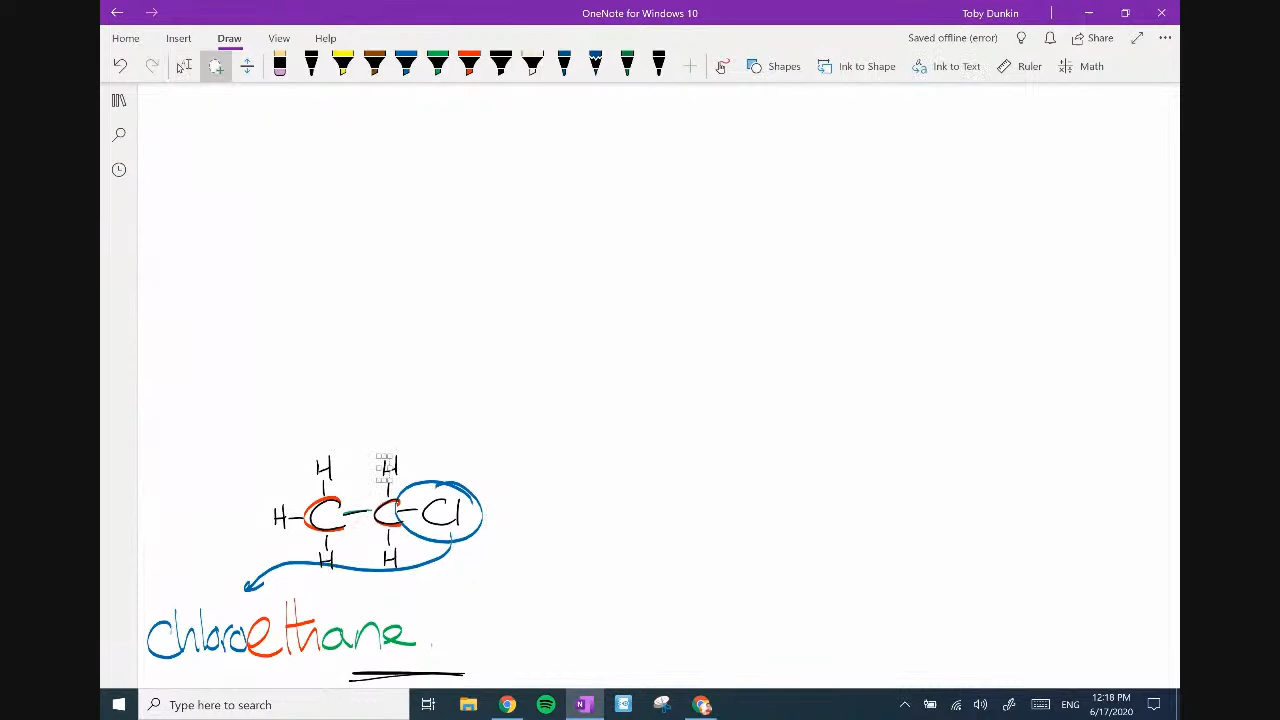 OneNote for Windows 10
Toby Dunkin
Home Insert Draw View Help
Saved offline (error) Share
Shapes Ink to Shape Ink to Text Ruler Math
H H
H-C-C-Cl
H H
chloroethane.
Type here to search
ENG
12:18 PM
6/17/2020